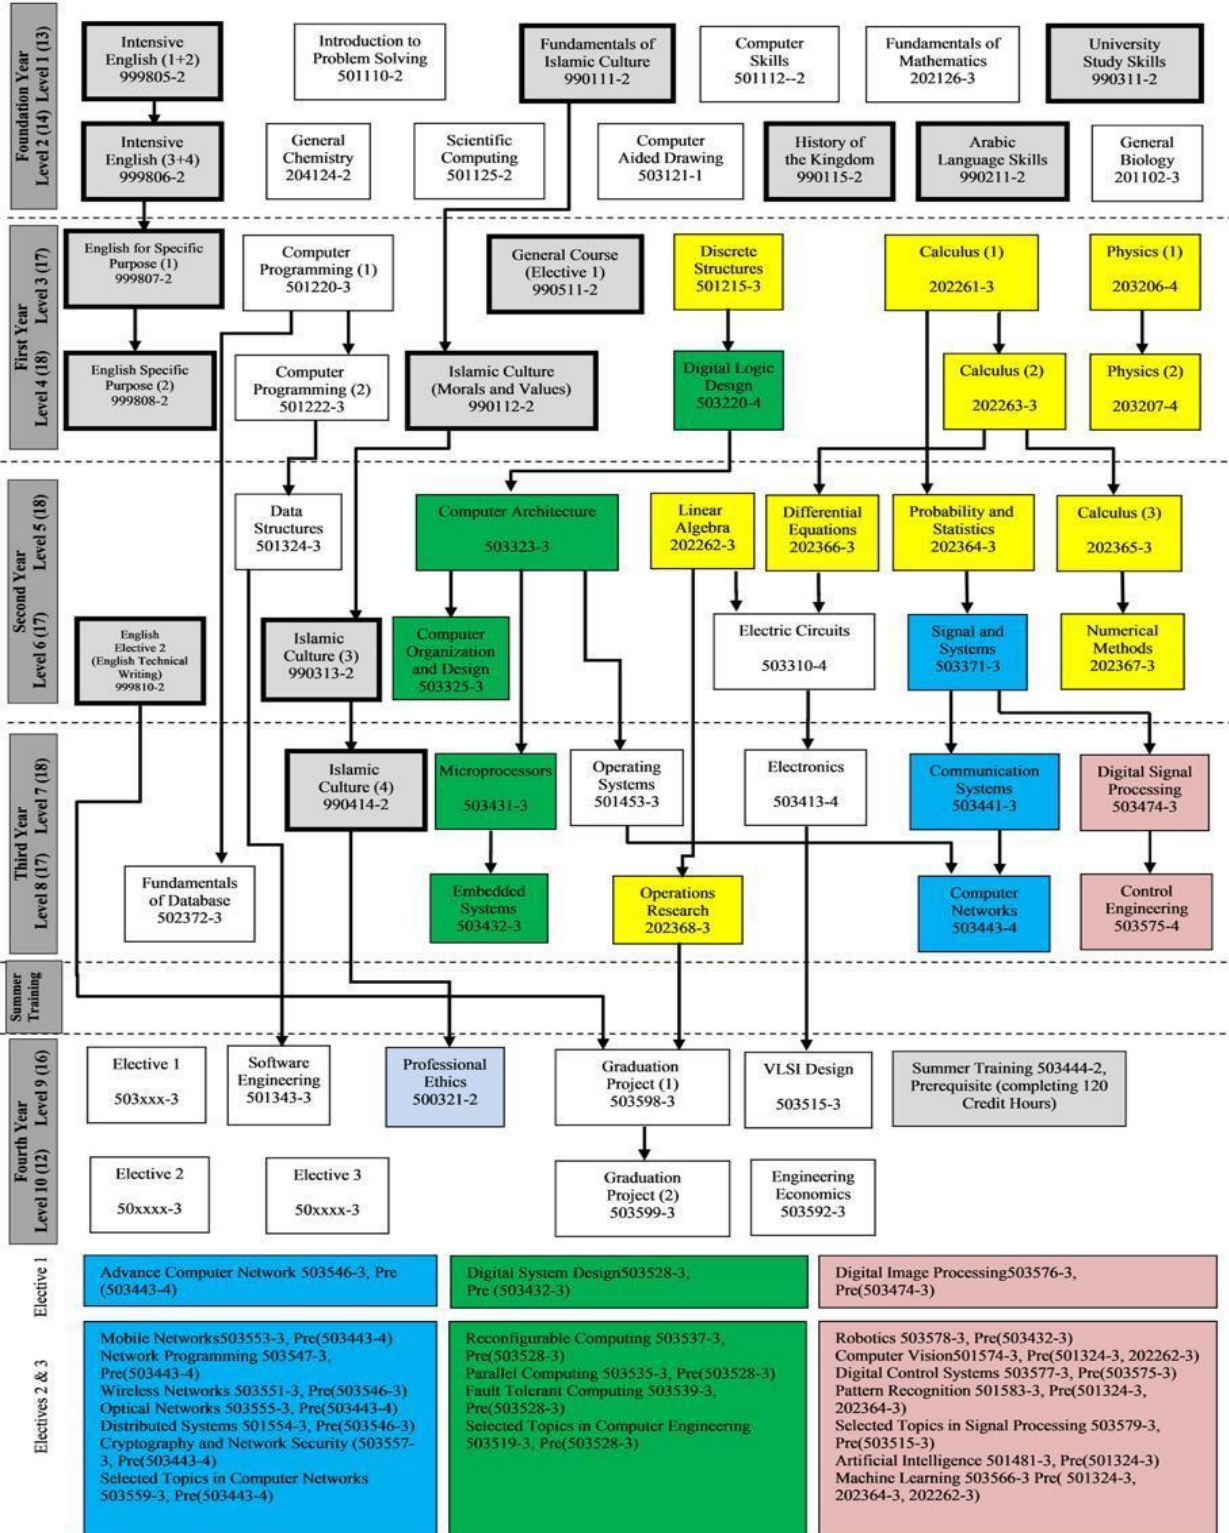 Foundation Year
Level 2 (14) Level 1 (13)
Intensive
English (1+2)
999805-2
Introduction to
Problem Solving
501110-2
Fundamentals of
Islamic Culture
990111-2
Computer
Skills
501112--2
Fundamentals of
Mathematics
202126-3
University
Study Skills
990311-2
Intensive
English (3+4)
999806-2
General
Chemistry
204124-2
Scientific
Computing
501125-2
Computer
Aided Drawing
503121-1
History of
the Kingdom
990115-2
Arabic
Language Skills
990211-2
General
Biology
201102-3
First Year
Level 4 (18) Level 3 (17)
English for Specific
Purpose (1)
999807-2
Computer
Programming (1)
501220-3
General Course
(Elective 1)
990511-2
Discrete
Structures
501215-3
Calculus (1)
202261-3
Physics (1)
203206-4
English Specific
Purpose (2)
999808-2
Computer
Programming (2)
501222-3
Islamic Culture
(Morals and Values)
990112-2
Digital Logic
Design
503220-4
Calculus (2)
202263-3
Physics (2)
203207-4
Second Year
Level 6 (17) Level 5 (18)
Data
Structures
501324-3
Computer Architecture
503323-3
Linear
Algebra
202262-3
Differential
Equations
202366-3
Probability and
Statistics
202364-3
Calculus (3)
202365-3
English
Elective 2
(English Technical
Writing)
999810-2
Islamic
Culture (3)
990313-2
Computer
Organization
and Design
503325-3
Electric Circuits
503310-4
Signal and
Systems
503371-3
Numerical
Methods
202367-3
Third Year
Level 8 (17) Level 7 (18)
Islamic
Culture (4)
990414-2
Microprocessors
503431-3
Operating
Systems
501453-3
Electronics
503413-4
Communication
Systems
503441-3
Digital Signal
Processing
503474-3
Fundamentals
of Database
502372-3
Embedded
Systems
503432-3
Operations
Research
202368-3
Computer
Networks
503443-4
Control
Engineering
503575-4
Summer
Training
Fourth Year
Level 10 (12) Level 9 (16)
Elective 1
503xxx-3
Software
Engineering
501343-3
Professional
Ethics
500321-2
Graduation
Project (1)
503598-3
VLSI Design
503515-3
Summer Training 503444-2,
Prerequisite (completing 120
Credit Hours)
Elective 2
50xxxx-3
Elective 3
50xxxx-3
Graduation
Project (2)
503599-3
Engineering
Economics
503592-3
Elective 1
Advance Computer Network 503546-3, Pre
(503443-4)
Digital System Design503528-3,
Pre (503432-3)
Digital Image Processing503576-3,
Pre(503474-3)
Electives 2 & 3
Mobile Networks503553-3, Pre(503443-4)
Network Programming 503547-3,
Pre(503443-4)
Wireless Networks 503551-3, Pre(503546-3)
Optical Networks 503555-3, Pre(503443-4)
Distributed Systems 501554-3, Pre(503546-3)
Cryptography and Network Security (503557-
3, Pre(503443-4)
Selected Topics in Computer Networks
503559-3, Pre(503443-4)
Reconfigurable Computing 503537-3,
Pre(503528-3)
Parallel Computing 503535-3, Pre(503528-3)
Fault Tolerant Computing 503539-3,
Pre(503528-3)
Selected Topics in Computer Engineering
503519-3, Pre(503528-3)
Robotics 503578-3, Pre(503432-3)
Computer Vision501574-3, Pre(501324-3, 202262-3)
Digital Control Systems 503577-3, Pre(503575-3)
Pattern Recognition 501583-3, Pre(501324-3,
202364-3)
Selected Topics in Signal Processing 503579-3,
Pre(503515-3)
Artificial Intelligence 501481-3, Pre(501324-3)
Machine Learning 503566-3 Pre( 501324-3,
202364-3, 202262-3)